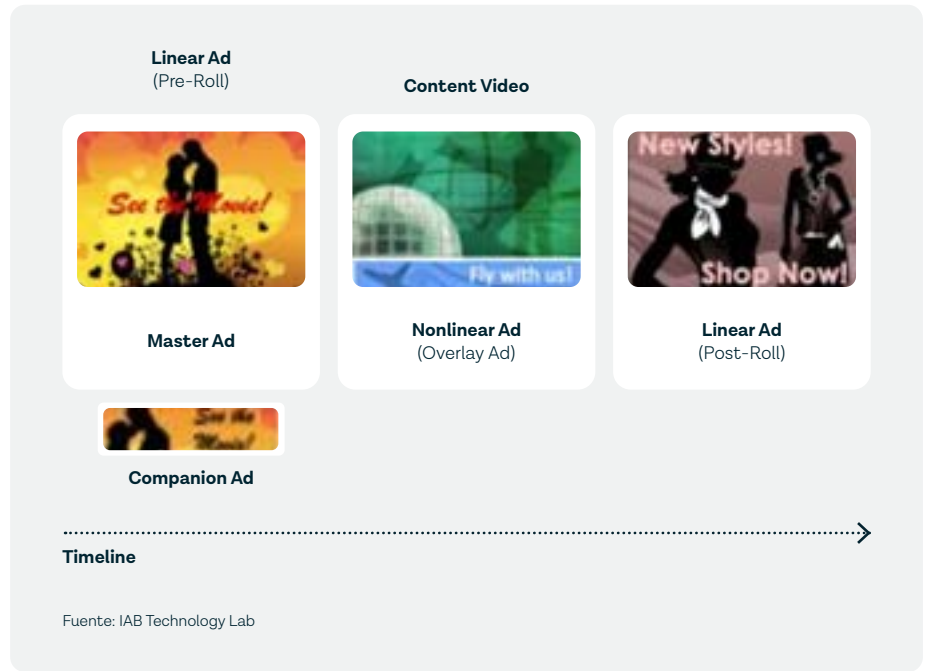 Linear Ad
(Pre-Roll)
Content Video
See the Movie!
Fly with us!
New Styles!
Shop Now!
Master Ad
Nonlinear Ad
(Overlay Ad)
Linear Ad
(Post-Roll)
See the
Movie!
Companion Ad
Timeline
Fuente: IAB Technology Lab